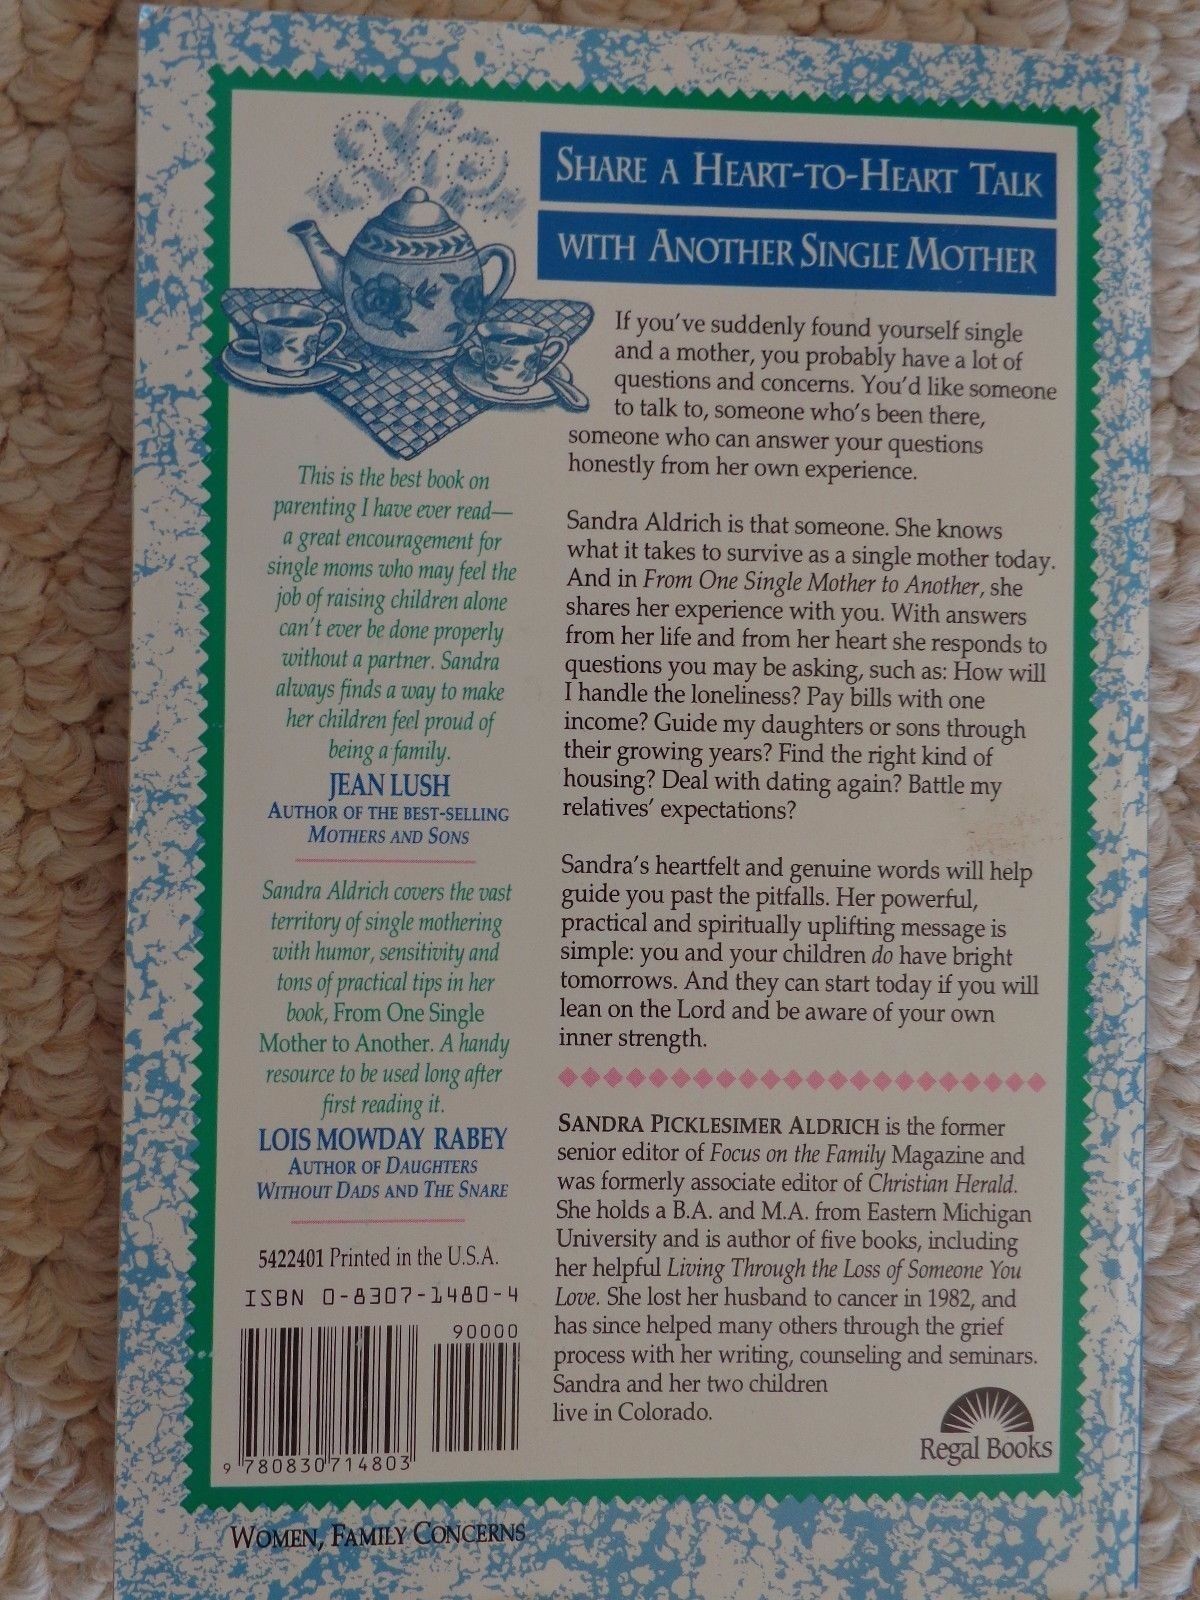 SHARE A HEART-TO-HEART TALK
WITH ANOTHER SINGLE MOTHER
If you've suddenly found yourself single
and a mother, you probably have a lot of
questions and concerns. You'd like someone
to talk to, someone who's been there,
someone who can answer your questions
honestly from her own experience.
Sandra Aldrich is that someone. She knows
what it takes to survive as a single mother today.
And in From One Single Mother to Another, she
shares her experience with you. With answers
from her life and from her heart she responds to
questions you may be asking, such as: How will
I handle the loneliness? Pay bills with one
income? Guide my daughters or sons through
their growing years? Find the right kind of
housing? Deal with dating again? Battle my
relatives' expectations?
Sandra's heartfelt and genuine words will help
guide you past the pitfalls. Her powerful,
practical and spiritually uplifting message is
simple: you and your children do have bright
tomorrows. And they can start today if you will
lean on the Lord and be aware of your own
inner strength.
SANDRA PICKLESIMER ALDRICH is the former
senior editor of Focus on the Family Magazine and
was formerly associate editor of Christian Herald.
She holds a B.A. and M.A. from Eastern Michigan
University and is author of five books, including
her helpful Living Through the Loss of Someone You
Love. She lost her husband to cancer in 1982, and
has since helped many others through the grief
process with her writing, counseling and seminars.
Sandra and her two children
live in Colorado.
Regal Books
This is the best book on
parenting I have ever read—
a great encouragement for
single moms who may feel the
job of raising children alone
can't ever be done properly
without a partner. Sandra
always finds a way to make
her children feel proud of
being a family.
JEAN LUSH
AUTHOR OF THE BEST-SELLING
MOTHERS AND SONS
Sandra Aldrich covers the vast
territory of single mothering
with humor, sensitivity and
tons of practical tips in her
book, From One Single
Mother to Another. A handy
resource to be used long after
first reading it.
LOIS MOWDAY RABEY
AUTHOR OF DAUGHTERS
WITHOUT DADS AND THE SNARE
5422401 Printed in the U.S.A.
ISBN 0-8307-1480-4
90000
9 780830 714803
WOMEN, FAMILY CONCERNS